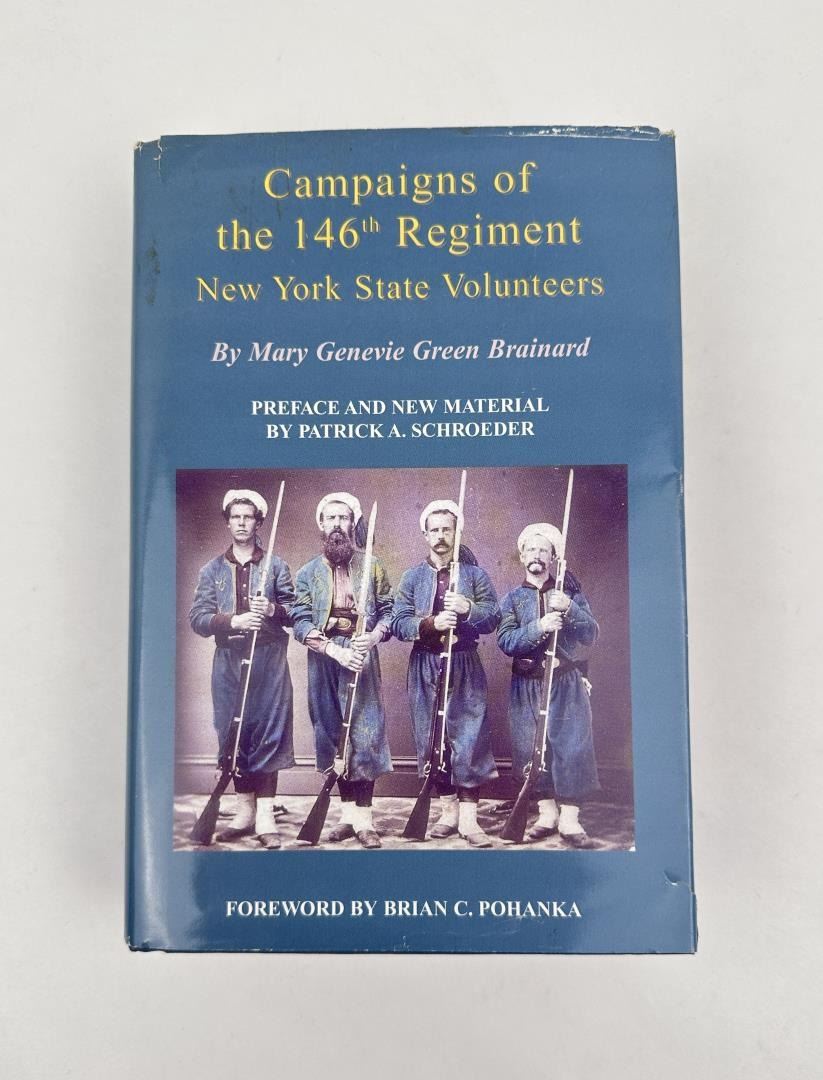 Campaigns of
the 146th Regiment
New York State Volunteers
By Mary Genevie Green Brainard
PREFACE AND NEW MATERIAL
BY PATRICK A. SCHROEDER
FOREWORD BY BRIAN C. POHANKA